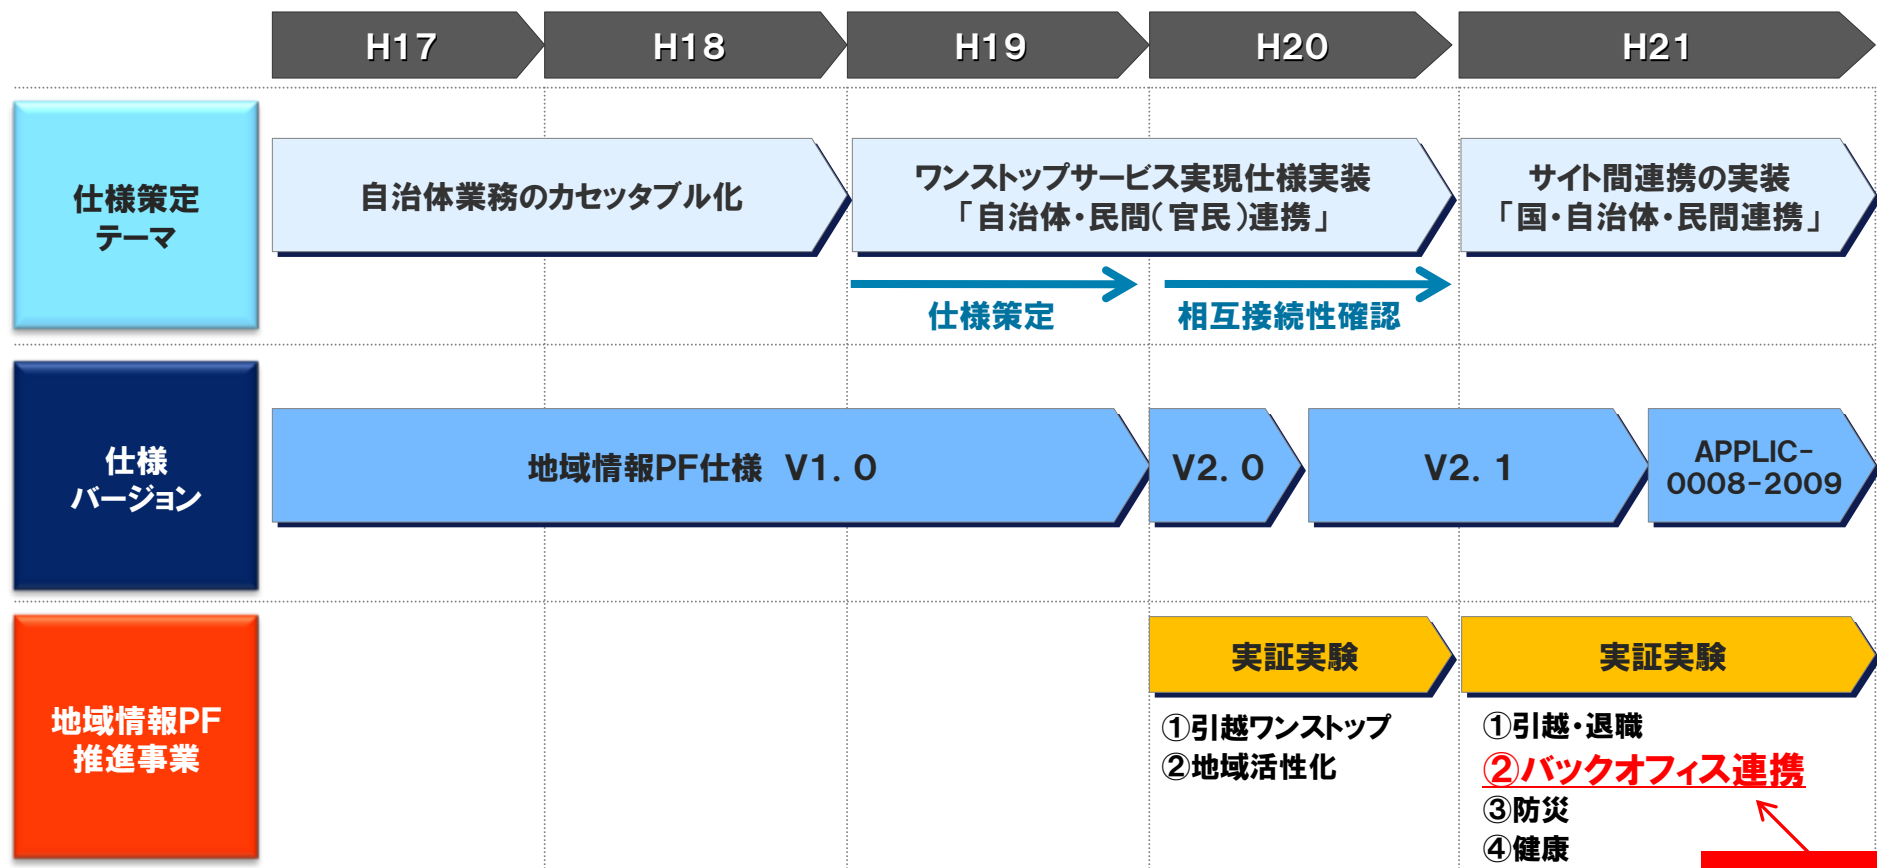 H17
H18
H19
H20
H21
仕様策定
テーマ
自治体業務のカセッタブル化
ワンストップサービス実現仕様実装
「自治体・民間(官民)連携」
サイト間連携の実装
「国・自治体・民間連携」
仕様策定
相互接続性確認
仕様
バージョン
地域情報PF仕様 V1.0
V2.0
V2.1
APPLIC-
0008-2009
地域情報PF
推進事業
実証実験
①引越ワンストップ
②地域活性化
実証実験
①引越・退職
②バックオフィス連携
③防災
④健康